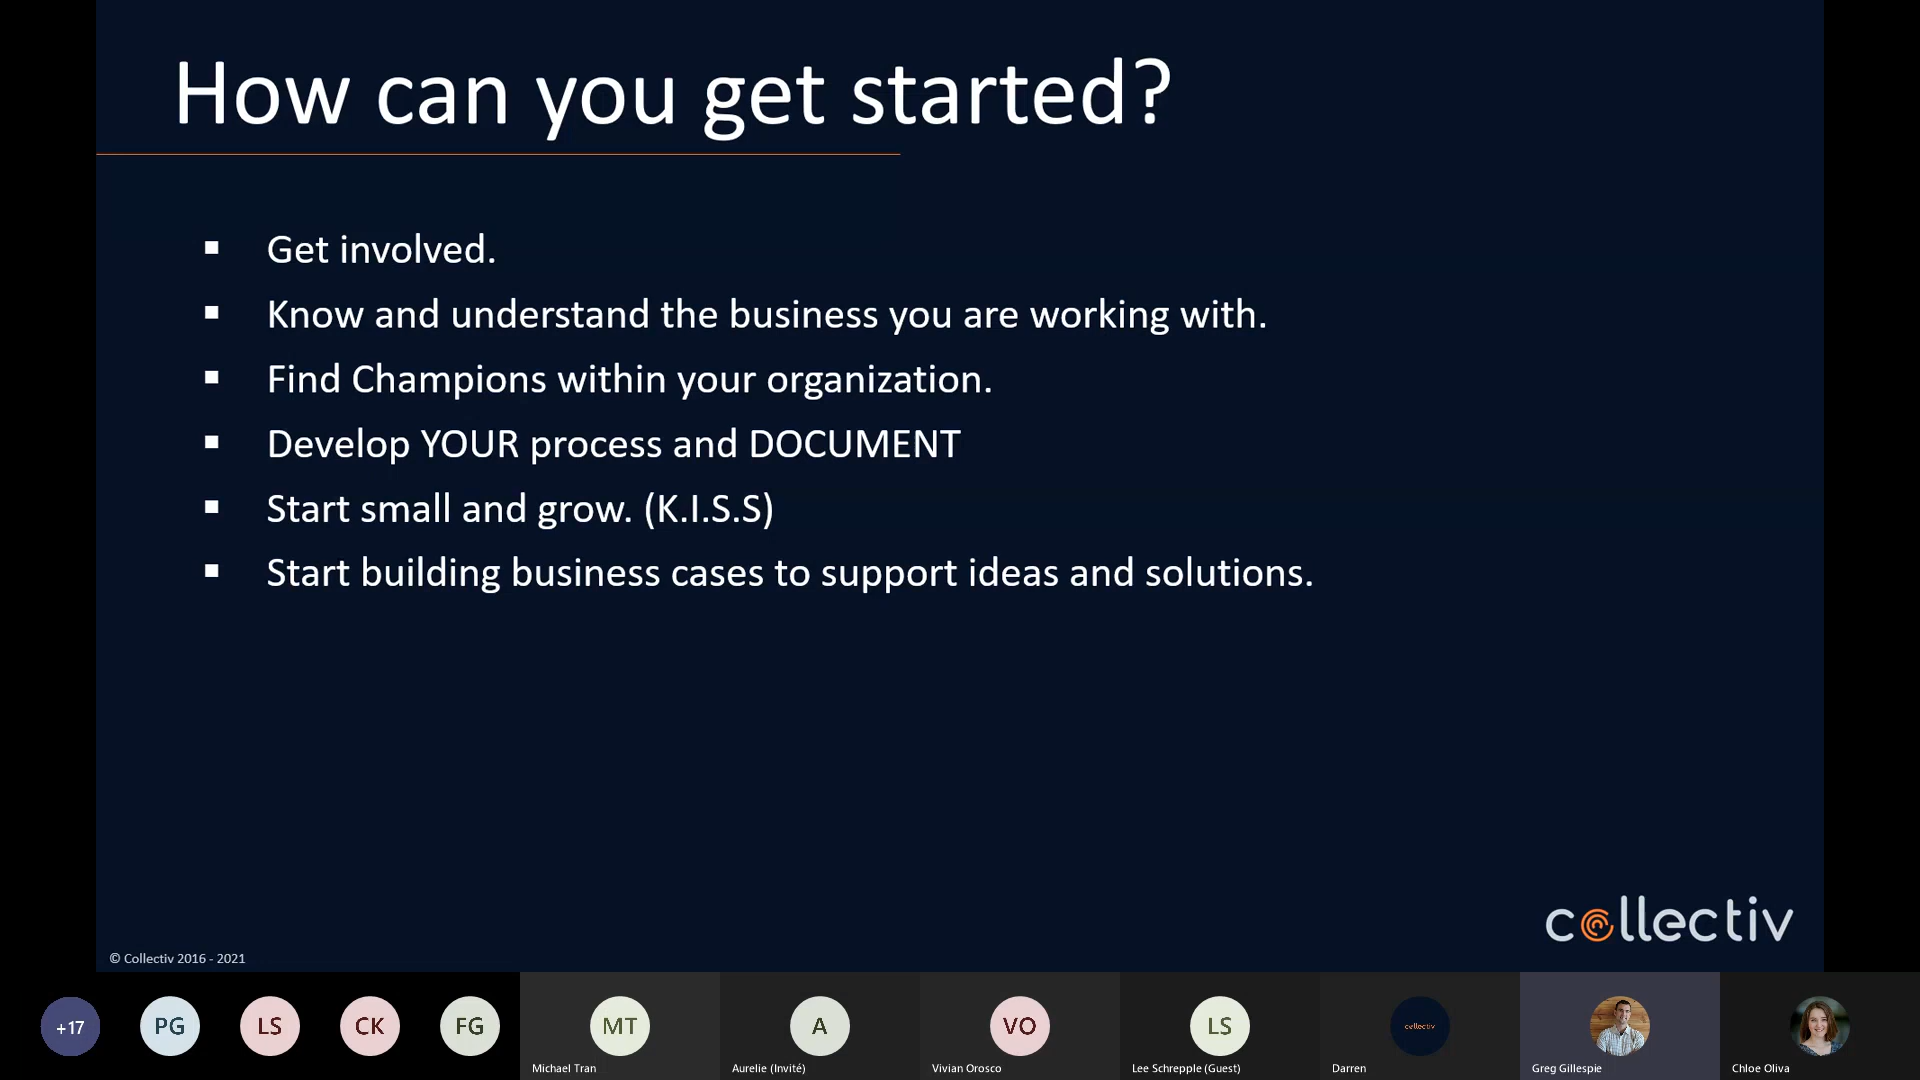 How can you get started?
Get involved.
Know and understand the business you are working with.
Find Champions within your organization.
Develop YOUR process and DOCUMENT
Start small and grow. (K.I.S.S)
Start building business cases to support ideas and solutions.
collectiv
© Collectiv 2016 - 2021
+17
PG
LS
CK
FG
MT
Michael Tran
A
Aurelie (Invité)
VO
Vivian Orosco
LS
Lee Schrepple (Guest)
collectiv
Darren
Greg Gillespie
Chloe Oliva